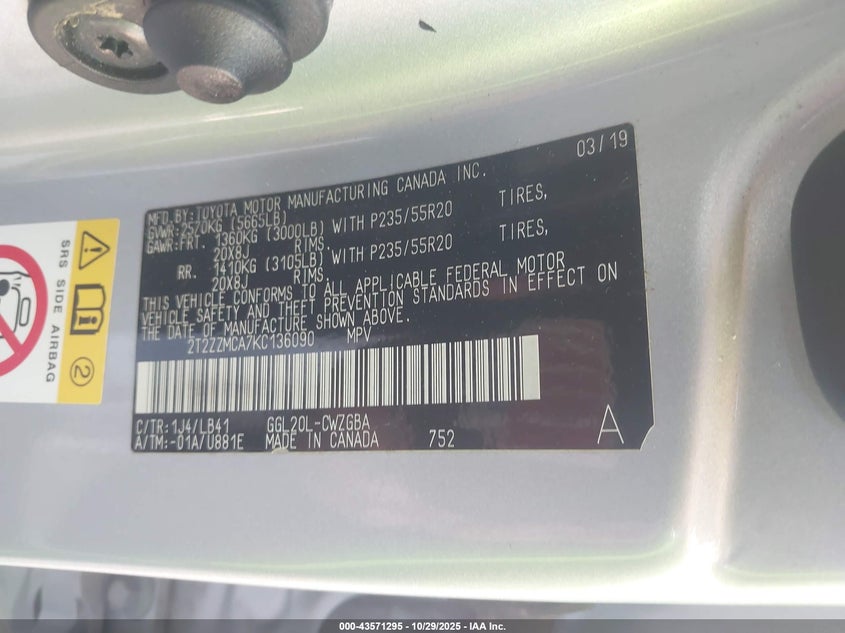 03/19
MFD.BY:TOYOTA MOTOR MANUFACTURING CANADA INC.
GVWR:2570KG (5665LB)
GAWR:FRT. 1360KG (3000LB) WITH P235/55R20 TIRES,
20X8J RIMS.
RR. 1410KG (3105LB) WITH P235/55R20 TIRES,
20X8J RIMS.
THIS VEHICLE CONFORMS TO ALL APPLICABLE FEDERAL MOTOR
VEHICLE SAFETY AND THEFT PREVENTION STANDARDS IN EFFECT ON
THE DATE OF MANUFACTURE SHOWN ABOVE.
2T2ZZMCA7KC136090 MPV
C/TR:1J4/LB41 GGL20L-CWZGBA
A/TM:-01A/U881E MADE IN CANADA 752 A
SRS SIDE AIRBAG
2
000-43571295 - 10/29/2025 - IAA Inc.